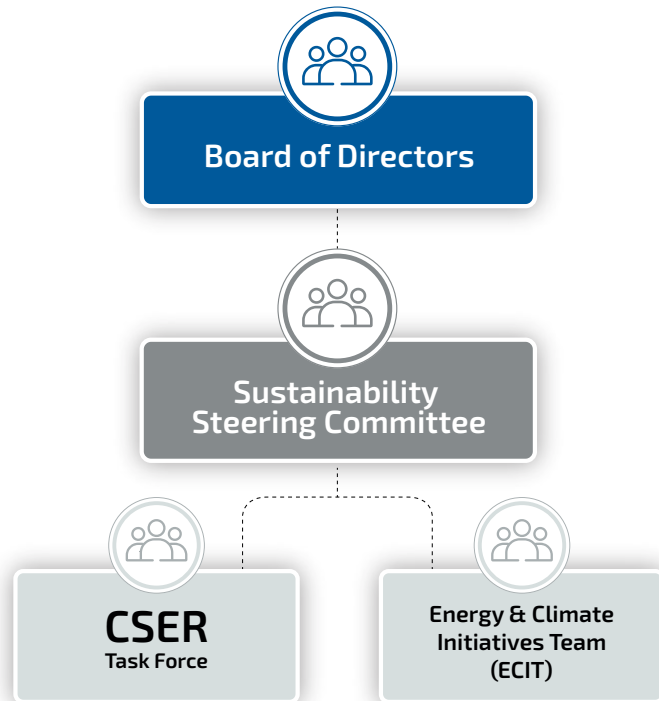 Board of Directors
Sustainability
Steering Committee
CSER
Task Force
Energy & Climate
Initiatives Team
(ECIT)